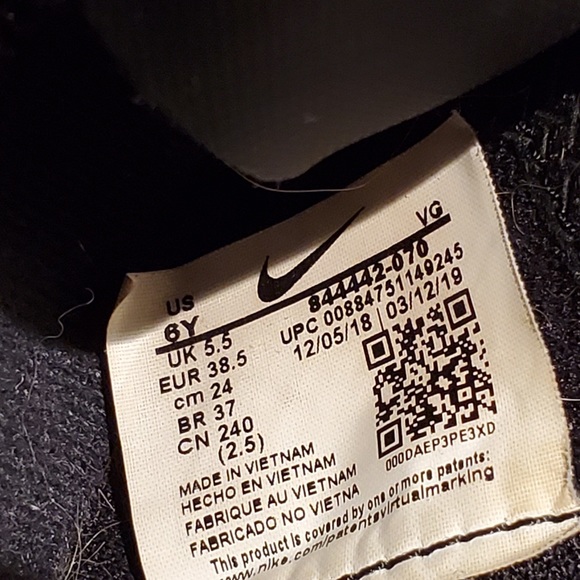 VG
US
6Y
844442-070
UPC 00884751149245
12/05/18 | 03/12/19
UK 5.5
EUR 38.5
cm 24
BR 37
CN 240
(2.5)
000DAEP3PE3XD
MADE IN VIETNAM
HECHO EN VIETNAM
FABRIQUE AU VIETNAM
FABRICADO NO VIETNA
This product is covered by one or more patents:
www.nike.com/patentsvirtualmarking